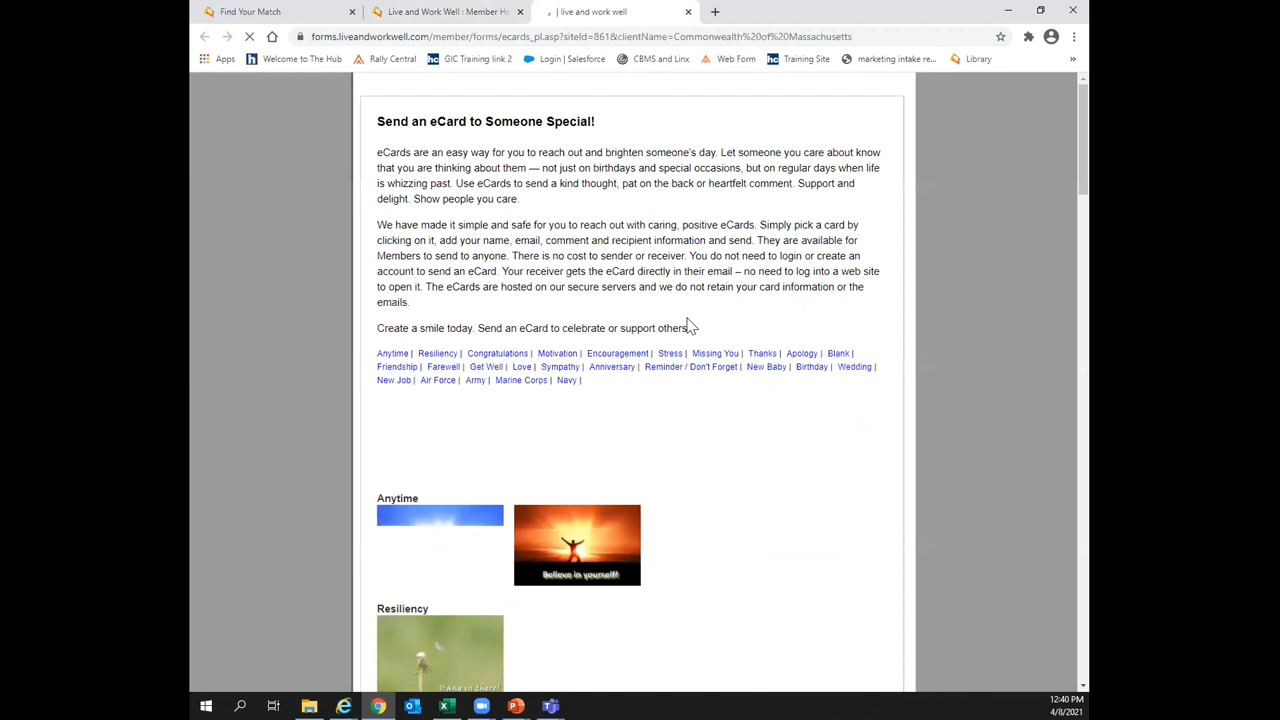 Find Your Match
Live and Work Well : Member Ho
| live and work well
forms.liveandworkwell.com/member/forms/ecards_pl.asp?siteId=861&clientName=Commonwealth%20of%20Massachusetts
Apps Welcome to The Hub Rally Central hc GIC Training link 2 Login | Salesforce CBMS and Linx Web Form hc Training Site marketing intake re... Library »
Send an eCard to Someone Special!
eCards are an easy way for you to reach out and brighten someone's day. Let someone you care about know
that you are thinking about them — not just on birthdays and special occasions, but on regular days when life
is whizzing past. Use eCards to send a kind thought, pat on the back or heartfelt comment. Support and
delight. Show people you care.
We have made it simple and safe for you to reach out with caring, positive eCards. Simply pick a card by
clicking on it, add your name, email, comment and recipient information and send. They are available for
Members to send to anyone. There is no cost to sender or receiver. You do not need to login or create an
account to send an eCard. Your receiver gets the eCard directly in their email – no need to log into a web site
to open it. The eCards are hosted on our secure servers and we do not retain your card information or the
emails.
Create a smile today. Send an eCard to celebrate or support others.
Anytime | Resiliency | Congratulations | Motivation | Encouragement | Stress | Missing You | Thanks | Apology | Blank |
Friendship | Farewell | Get Well | Love | Sympathy | Anniversary | Reminder / Don't Forget | New Baby | Birthday | Wedding |
New Job | Air Force | Army | Marine Corps | Navy |
Anytime
Believe in yourself!
Resiliency
Hang in there!
12:40 PM
4/8/2021